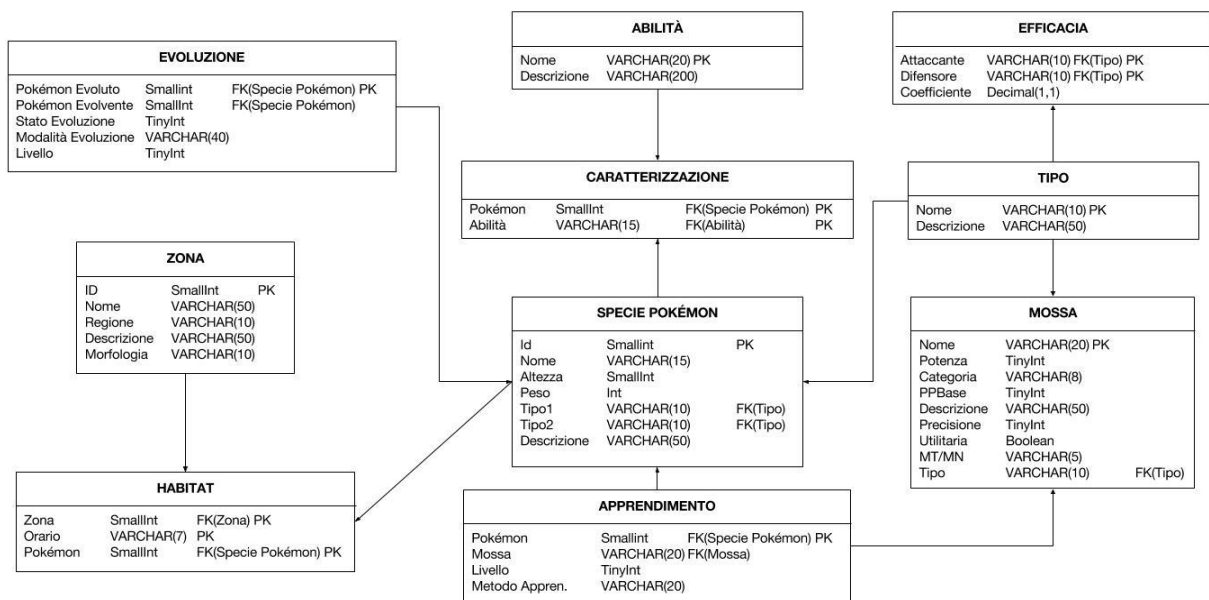 EVOLUZIONE
Pokémon Evoluto Smallint FK(Specie Pokémon) PK
Pokémon Evolvente SmallInt FK(Specie Pokémon)
Stato Evoluzione TinyInt
Modalità Evoluzione VARCHAR(40)
Livello TinyInt
ABILITÀ
Nome VARCHAR(20) PK
Descrizione VARCHAR(200)
EFFICACIA
Attaccante VARCHAR(10) FK(Tipo) PK
Difensore VARCHAR(10) FK(Tipo) PK
Coefficiente Decimal(1,1)
CARATTERIZZAZIONE
Pokémon SmallInt FK(Specie Pokémon) PK
Abilità VARCHAR(15) FK(Abilità) PK
TIPO
Nome VARCHAR(10) PK
Descrizione VARCHAR(50)
ZONA
ID SmallInt PK
Nome VARCHAR(50)
Regione VARCHAR(10)
Descrizione VARCHAR(50)
Morfologia VARCHAR(10)
SPECIE POKÉMON
Id Smallint PK
Nome VARCHAR(15)
Altezza SmallInt
Peso Int
Tipo1 VARCHAR(10) FK(Tipo)
Tipo2 VARCHAR(10) FK(Tipo)
Descrizione VARCHAR(50)
MOSSA
Nome VARCHAR(20) PK
Potenza TinyInt
Categoria VARCHAR(8)
PPBase TinyInt
Descrizione VARCHAR(50)
Precisione TinyInt
Utilitaria Boolean
MT/MN VARCHAR(5)
Tipo VARCHAR(10) FK(Tipo)
HABITAT
Zona SmallInt FK(Zona) PK
Orario VARCHAR(7) PK
Pokémon SmallInt FK(Specie Pokémon) PK
APPRENDIMENTO
Pokémon Smallint FK(Specie Pokémon) PK
Mossa VARCHAR(20) FK(Mossa)
Livello TinyInt
Metodo Appren. VARCHAR(20)